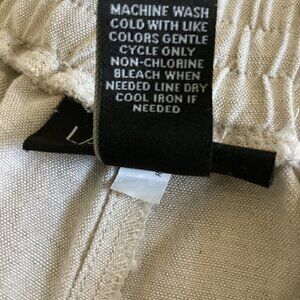 MACHINE WASH
COLD WITH LIKE
COLORS GENTLE
CYCLE ONLY
NON-CHLORINE
BLEACH WHEN
NEEDED LINE DRY
COOL IRON IF
NEEDED